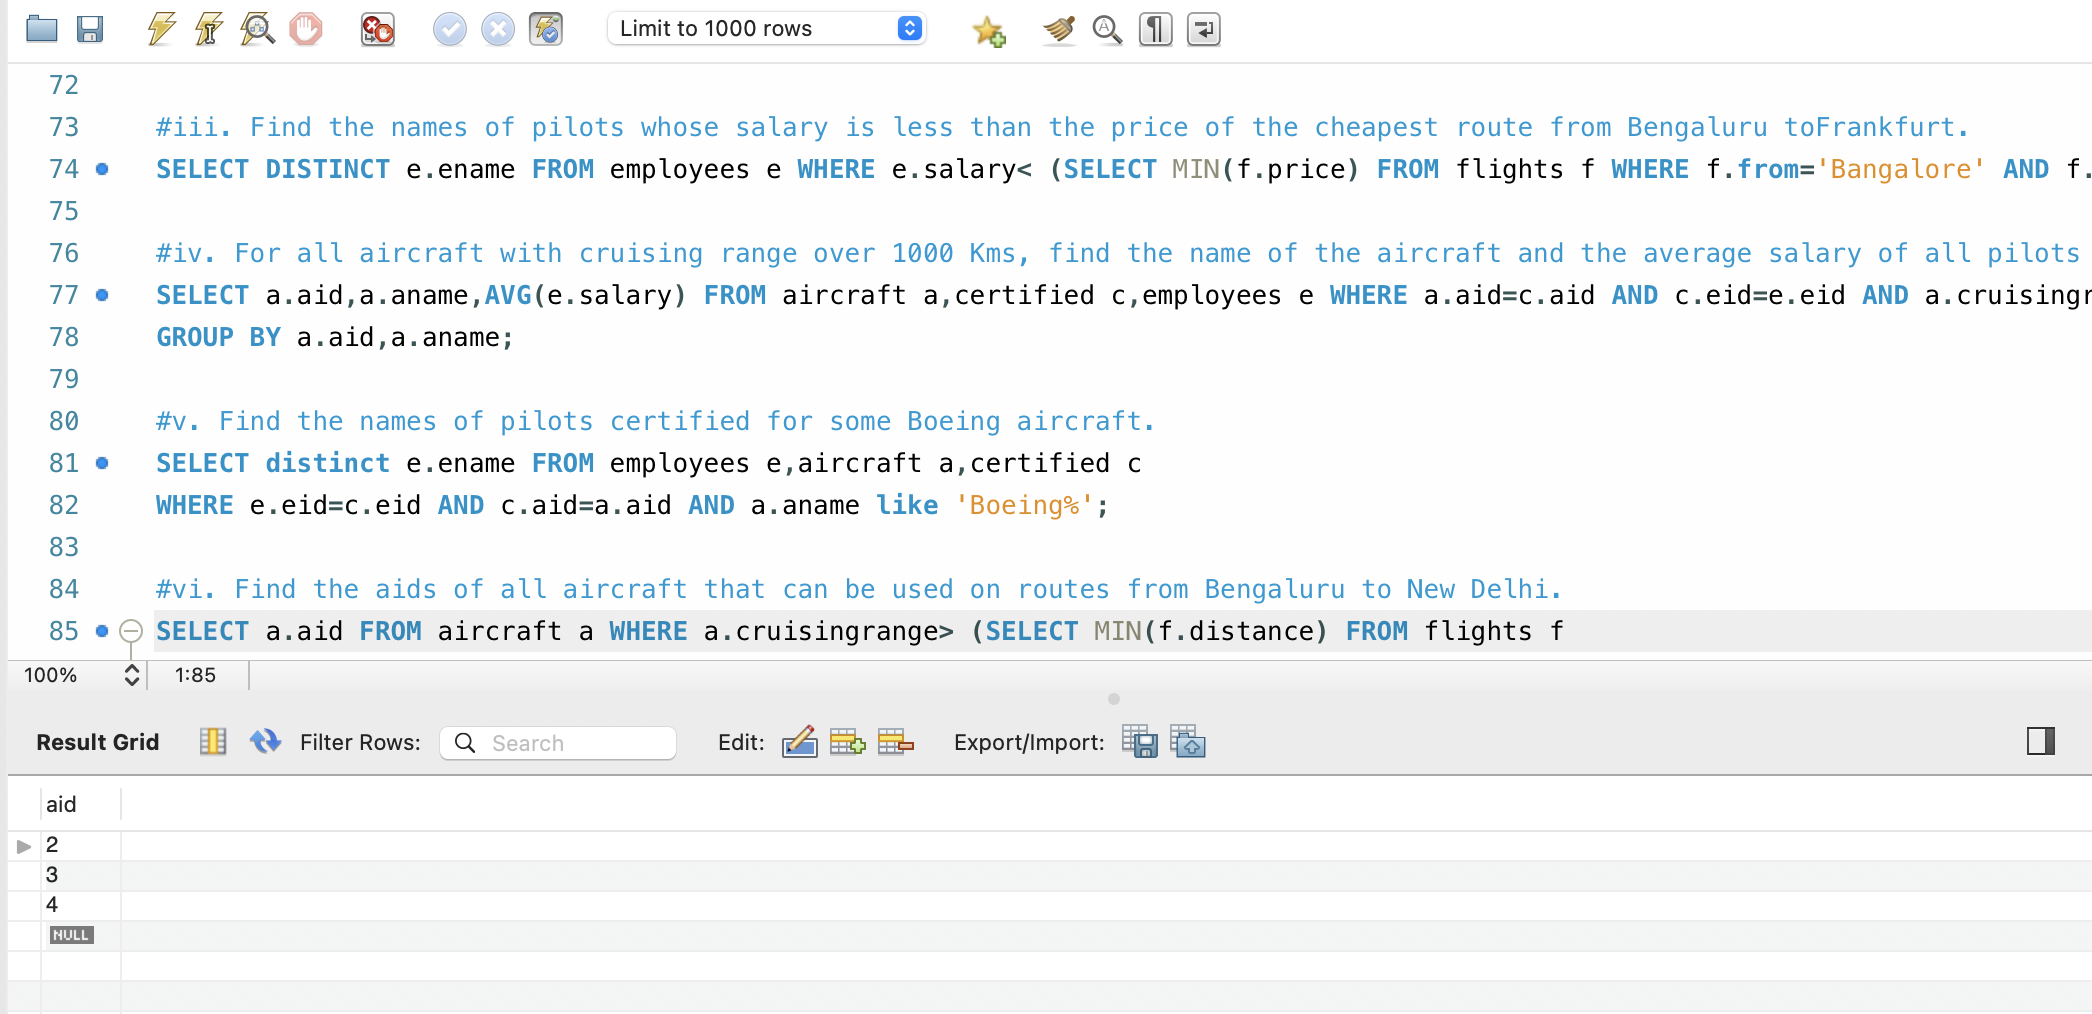 Limit to 1000 rows
72
73 #iii. Find the names of pilots whose salary is less than the price of the cheapest route from Bengaluru toFrankfurt.
74 SELECT DISTINCT e.ename FROM employees e WHERE e.salary< (SELECT MIN(f.price) FROM flights f WHERE f.from='Bangalore' AND f.
75
76 #iv. For all aircraft with cruising range over 1000 Kms, find the name of the aircraft and the average salary of all pilots
77 SELECT a.aid,a.aname,AVG(e.salary) FROM aircraft a,certified c,employees e WHERE a.aid=c.aid AND c.eid=e.eid AND a.cruisingr
78 GROUP BY a.aid,a.aname;
79
80 #v. Find the names of pilots certified for some Boeing aircraft.
81 SELECT distinct e.ename FROM employees e,aircraft a,certified c
82 WHERE e.eid=c.eid AND c.aid=a.aid AND a.aname like 'Boeing%';
83
84 #vi. Find the aids of all aircraft that can be used on routes from Bengaluru to New Delhi.
85 SELECT a.aid FROM aircraft a WHERE a.cruisingrange> (SELECT MIN(f.distance) FROM flights f
100% 1:85
Result Grid Filter Rows: Search Edit: Export/Import:
aid
2
3
4
NULL